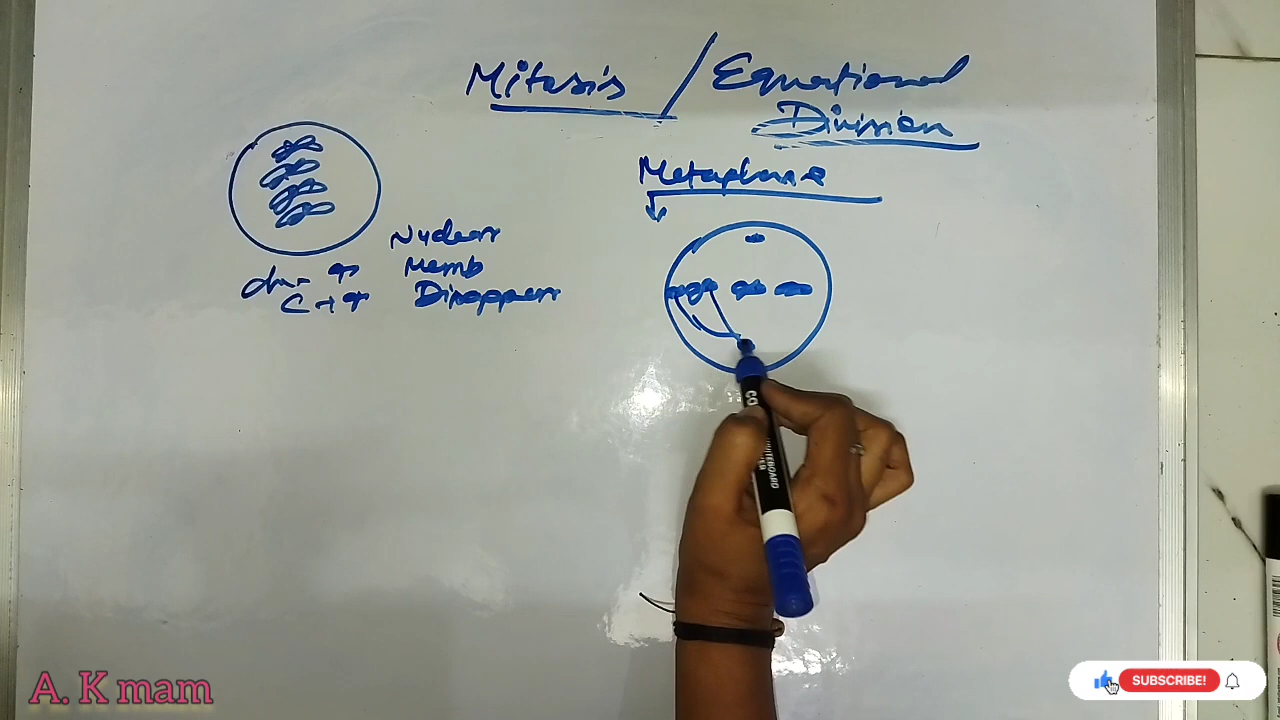 Mitosis / Equational
Division
Metaphase
Nuclear
Memb
Disappear
A. K mam
SUBSCRIBE!